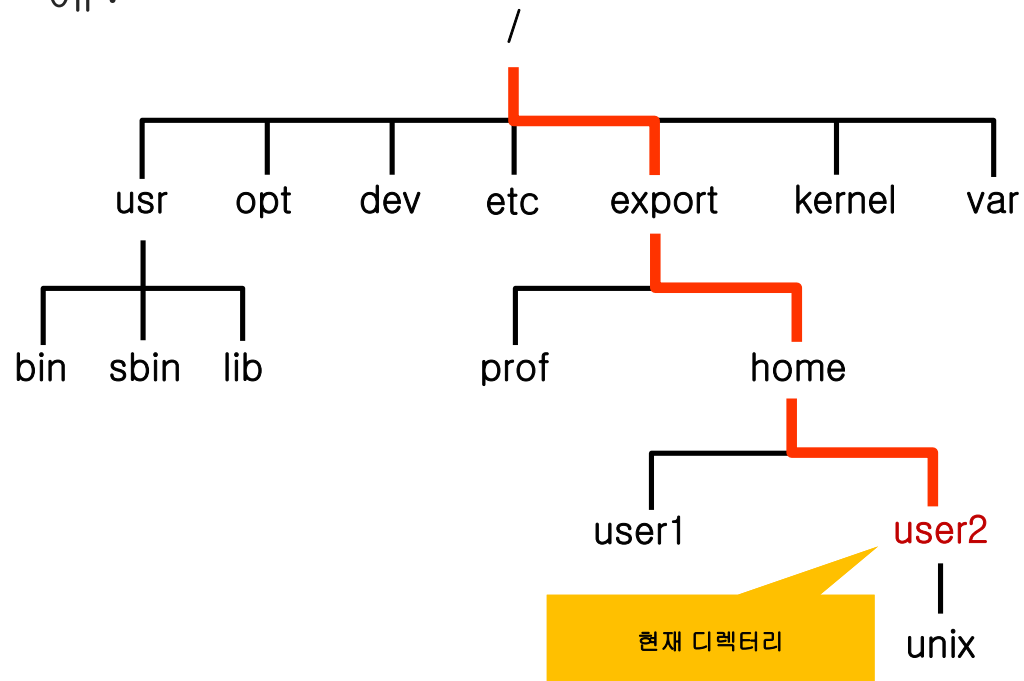 /
usr opt dev etc export kernel var
bin sbin lib prof home
user1 user2
현재 디렉터리
unix